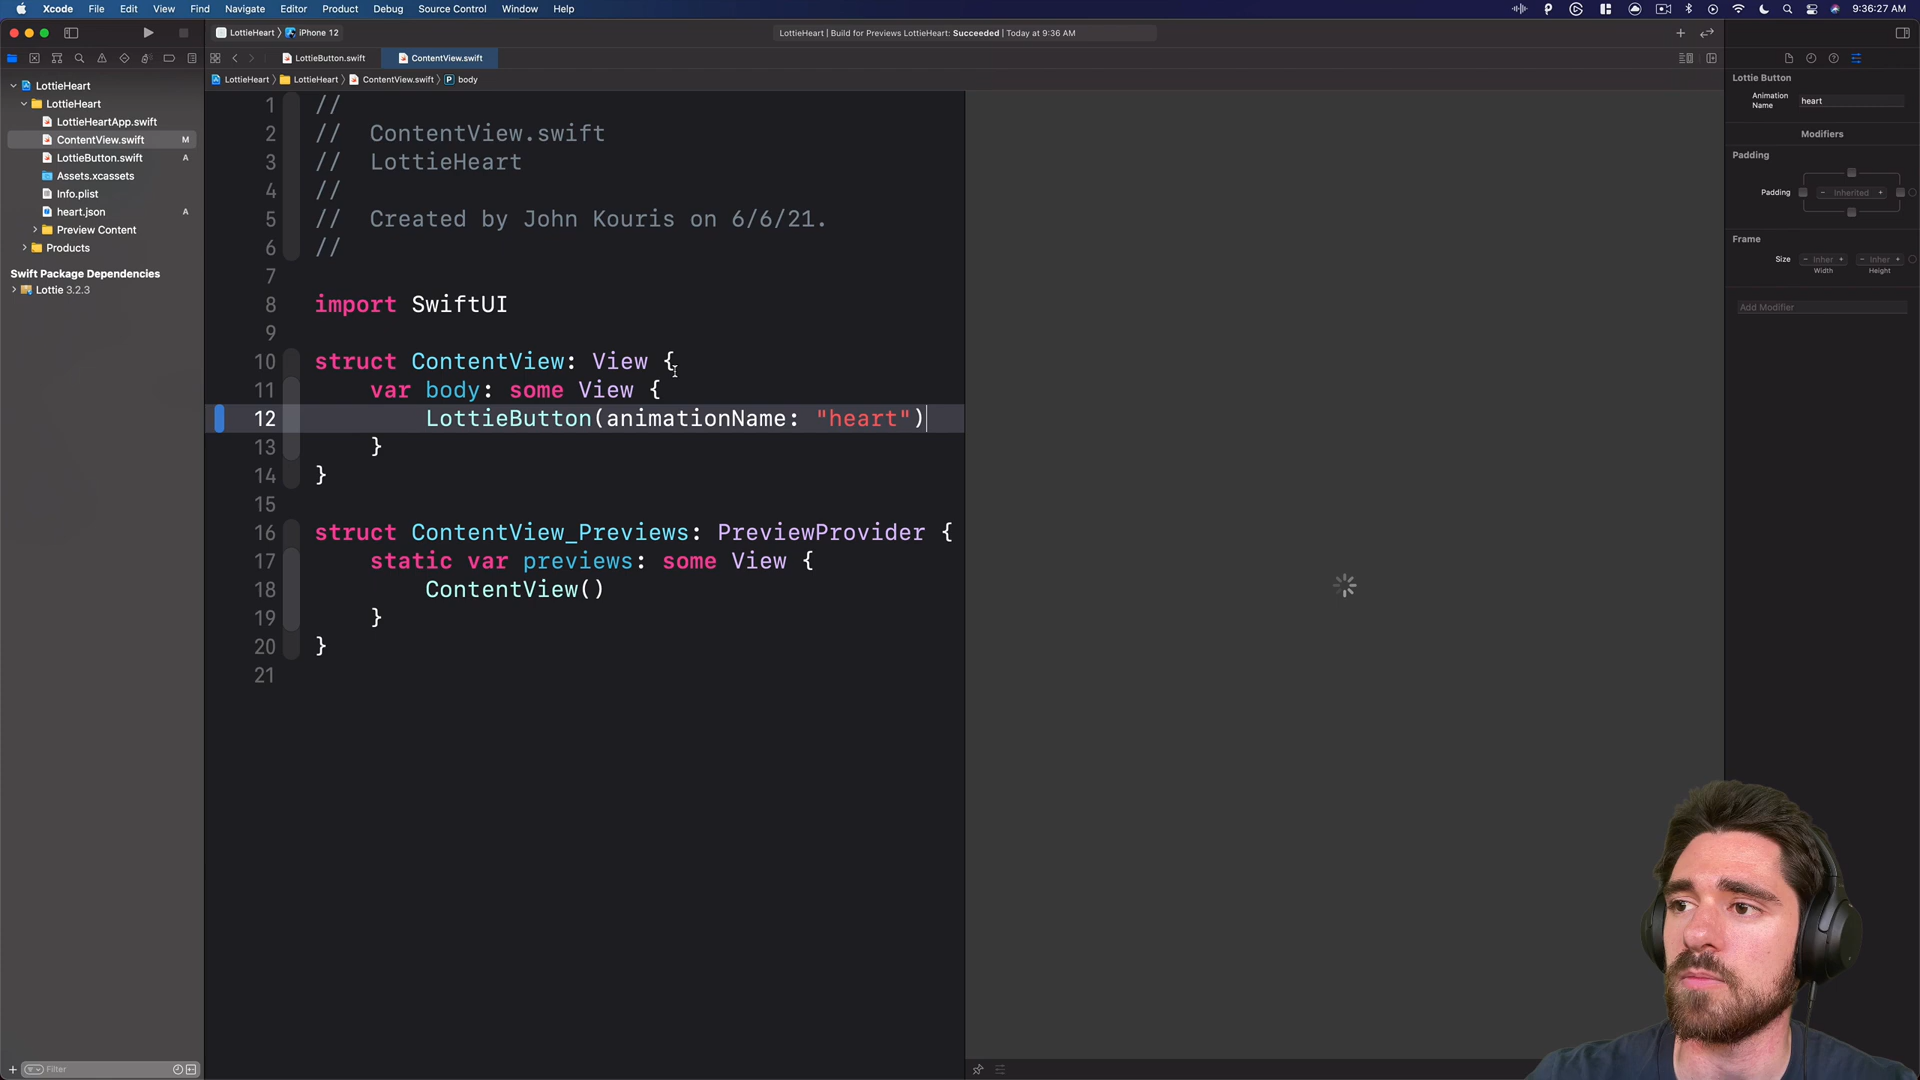 Xcode File Edit View Find Navigate Editor Product Debug Source Control Window Help 9:36:27 AM
LottieHeart iPhone 12 LottieHeart | Build for Previews LottieHeart: Succeeded | Today at 9:36 AM
LottieButton.swift ContentView.swift
LottieHeart LottieHeart ContentView.swift P body
LottieHeart
LottieHeart
LottieHeartApp.swift
ContentView.swift M
LottieButton.swift A
Assets.xcassets
Info.plist
heart.json A
Preview Content
Products
Swift Package Dependencies
Lottie 3.2.3
Filter
1 //
2 // ContentView.swift
3 // LottieHeart
4 //
5 // Created by John Kouris on 6/6/21.
6 //
7
8 import SwiftUI
9
10 struct ContentView: View {
11 var body: some View {
12 LottieButton(animationName: "heart")
13 }
14 }
15
16 struct ContentView_Previews: PreviewProvider {
17 static var previews: some View {
18 ContentView()
19 }
20 }
21
Lottie Button
Animation
Name heart
Modifiers
Padding
Padding − Inherited +
Frame
Size − Inher + − Inher +
Width Height
Add Modifier